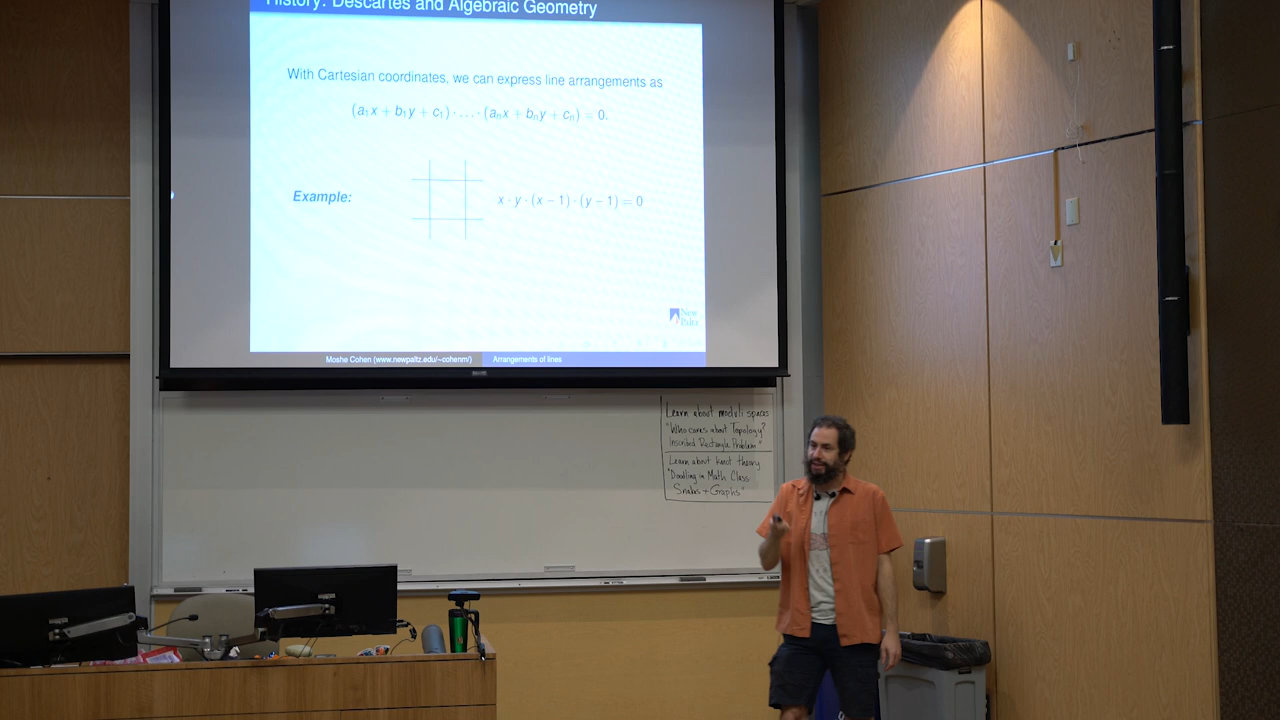 History: Descartes and Algebraic Geometry
With Cartesian coordinates, we can express line arrangements as
(a₁x + b₁y + c₁) · … · (aₙx + bₙy + cₙ) = 0.
Example:
x · y · (x − 1) · (y − 1) = 0
New
Paltz
Moshe Cohen (www.newpaltz.edu/~cohenm/)
Arrangements of lines
Learn about moduli spaces
"Who cares about Topology?
Inscribed Rectangle Problem"
Learn about knot theory
"Doodling in Math Class
Snakes + Graphs"